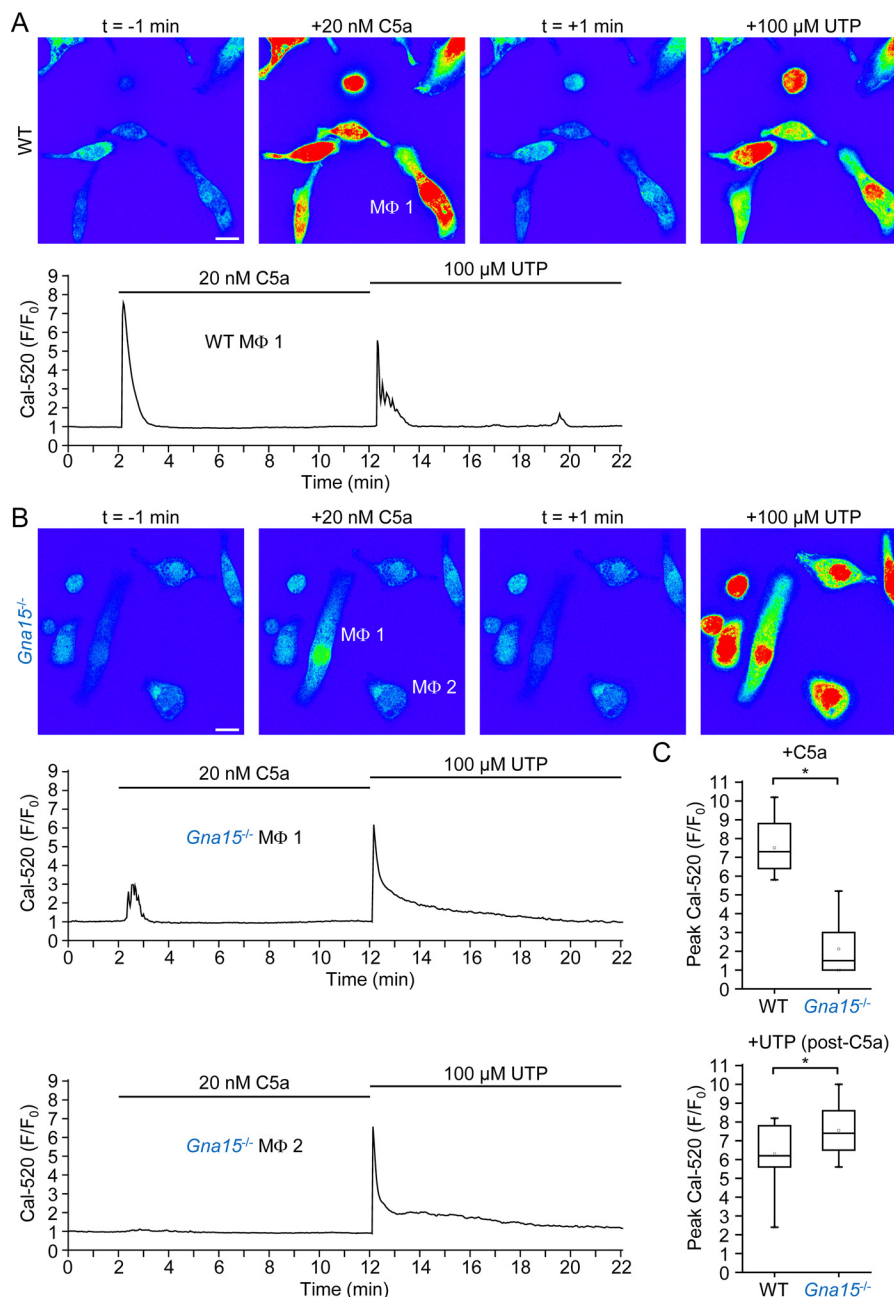 A
t = -1 min
+20 nM C5a
t = +1 min
+100 µM UTP
WT
MΦ 1
20 nM C5a
100 µM UTP
WT MΦ 1
Cal-520 (F/F0)
9
8
7
6
5
4
3
2
1
0
0 2 4 6 8 10 12 14 16 18 20 22
Time (min)
B
t = -1 min
+20 nM C5a
t = +1 min
+100 µM UTP
Gna15-/-
MΦ 1
MΦ 2
20 nM C5a
100 µM UTP
Gna15-/- MΦ 1
Cal-520 (F/F0)
9
8
7
6
5
4
3
2
1
0
0 2 4 6 8 10 12 14 16 18 20 22
Time (min)
20 nM C5a
100 µM UTP
Gna15-/- MΦ 2
Cal-520 (F/F0)
9
8
7
6
5
4
3
2
1
0
0 2 4 6 8 10 12 14 16 18 20 22
Time (min)
C
+C5a
*
Peak Cal-520 (F/F0)
11
10
9
8
7
6
5
4
3
2
1
0
WT Gna15-/-
+UTP (post-C5a)
*
Peak Cal-520 (F/F0)
11
10
9
8
7
6
5
4
3
2
1
0
WT Gna15-/-